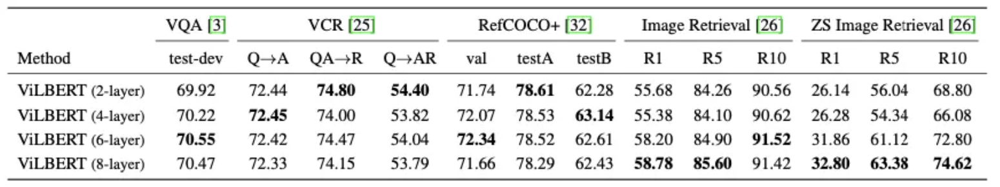 VQA [3] VCR [25] RefCOCO+ [32] Image Retrieval [26] ZS Image Retrieval [26]
Method test-dev Q→A QA→R Q→AR val testA testB R1 R5 R10 R1 R5 R10
ViLBERT (2-layer) 69.92 72.44 74.80 54.40 71.74 78.61 62.28 55.68 84.26 90.56 26.14 56.04 68.80
ViLBERT (4-layer) 70.22 72.45 74.00 53.82 72.07 78.53 63.14 55.38 84.10 90.62 26.28 54.34 66.08
ViLBERT (6-layer) 70.55 72.42 74.47 54.04 72.34 78.52 62.61 58.20 84.90 91.52 31.86 61.12 72.80
ViLBERT (8-layer) 70.47 72.33 74.15 53.79 71.66 78.29 62.43 58.78 85.60 91.42 32.80 63.38 74.62